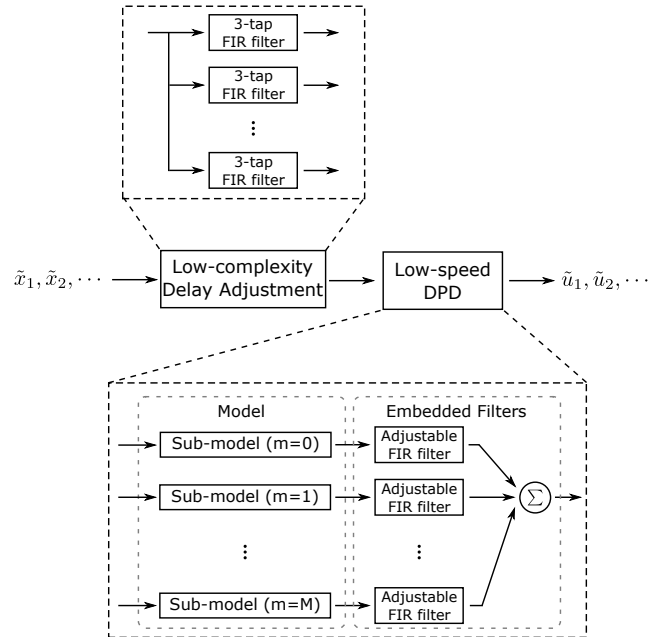 3-tap
FIR filter
3-tap
FIR filter
⋮
3-tap
FIR filter
x̃₁, x̃₂, ⋯
Low-complexity
Delay Adjustment
Low-speed
DPD
ũ₁, ũ₂, ⋯
Model
Embedded Filters
Sub-model (m=0)
Adjustable
FIR filter
Sub-model (m=1)
Adjustable
FIR filter
Σ
⋮
⋮
Sub-model (m=M)
Adjustable
FIR filter